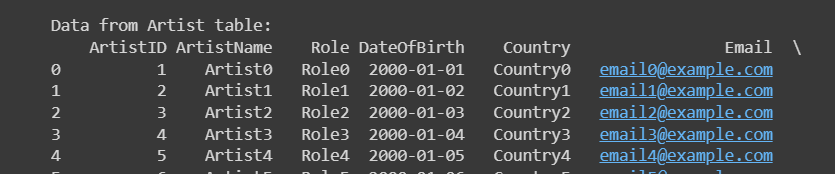 Data from Artist table:
ArtistID ArtistName Role DateOfBirth Country Email \
0 1 Artist0 Role0 2000-01-01 Country0 email0@example.com
1 2 Artist1 Role1 2000-01-02 Country1 email1@example.com
2 3 Artist2 Role2 2000-01-03 Country2 email2@example.com
3 4 Artist3 Role3 2000-01-04 Country3 email3@example.com
4 5 Artist4 Role4 2000-01-05 Country4 email4@example.com